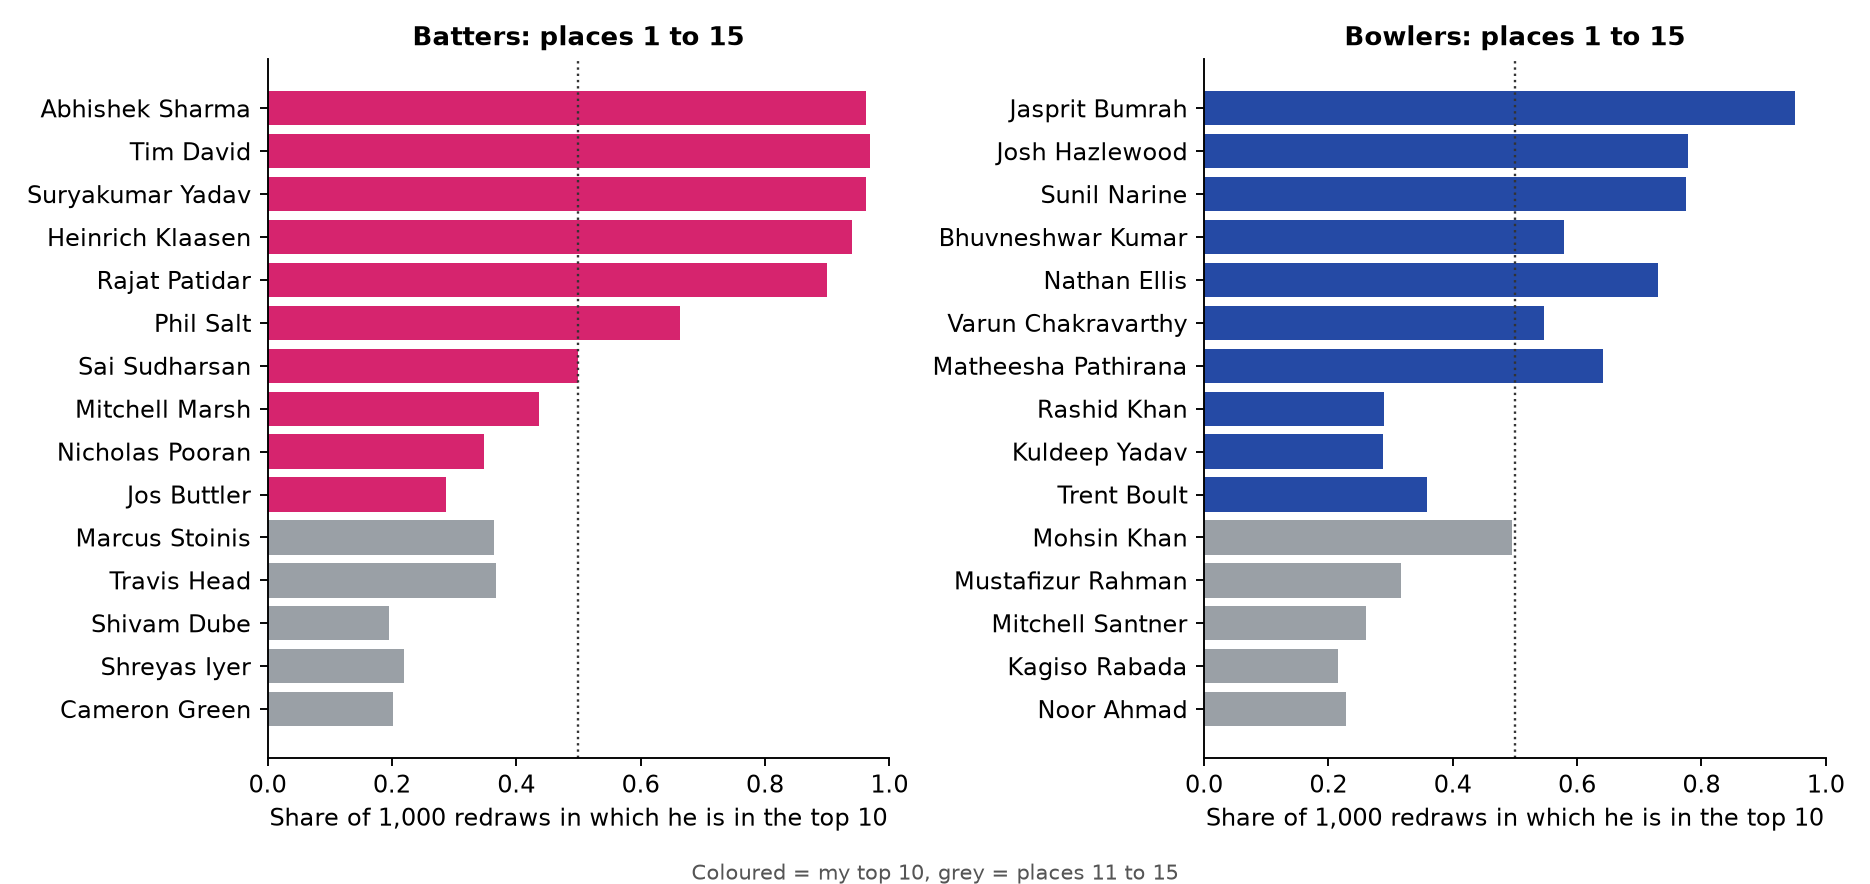 Batters: places 1 to 15
Abhishek Sharma
Tim David
Suryakumar Yadav
Heinrich Klaasen
Rajat Patidar
Phil Salt
Sai Sudharsan
Mitchell Marsh
Nicholas Pooran
Jos Buttler
Marcus Stoinis
Travis Head
Shivam Dube
Shreyas Iyer
Cameron Green
0.0 0.2 0.4 0.6 0.8 1.0
Share of 1,000 redraws in which he is in the top 10
Bowlers: places 1 to 15
Jasprit Bumrah
Josh Hazlewood
Sunil Narine
Bhuvneshwar Kumar
Nathan Ellis
Varun Chakravarthy
Matheesha Pathirana
Rashid Khan
Kuldeep Yadav
Trent Boult
Mohsin Khan
Mustafizur Rahman
Mitchell Santner
Kagiso Rabada
Noor Ahmad
0.0 0.2 0.4 0.6 0.8 1.0
Share of 1,000 redraws in which he is in the top 10
Coloured = my top 10, grey = places 11 to 15